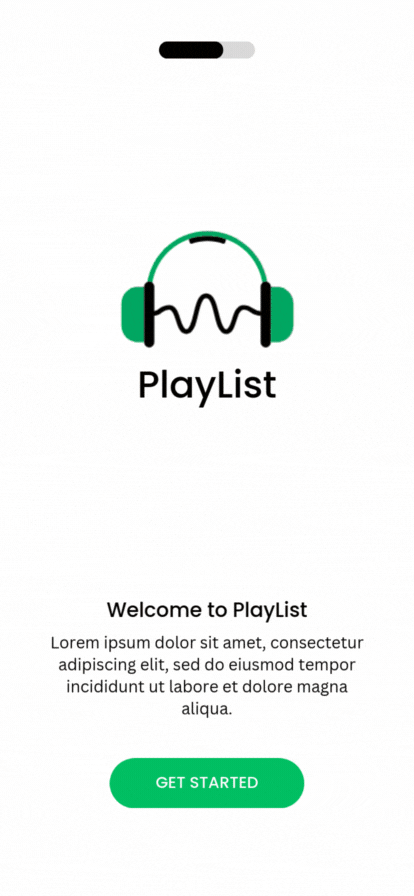 PlayList
Welcome to PlayList
Lorem ipsum dolor sit amet, consectetur
adipiscing elit, sed do eiusmod tempor
incididunt ut labore et dolore magna
aliqua.
GET STARTED